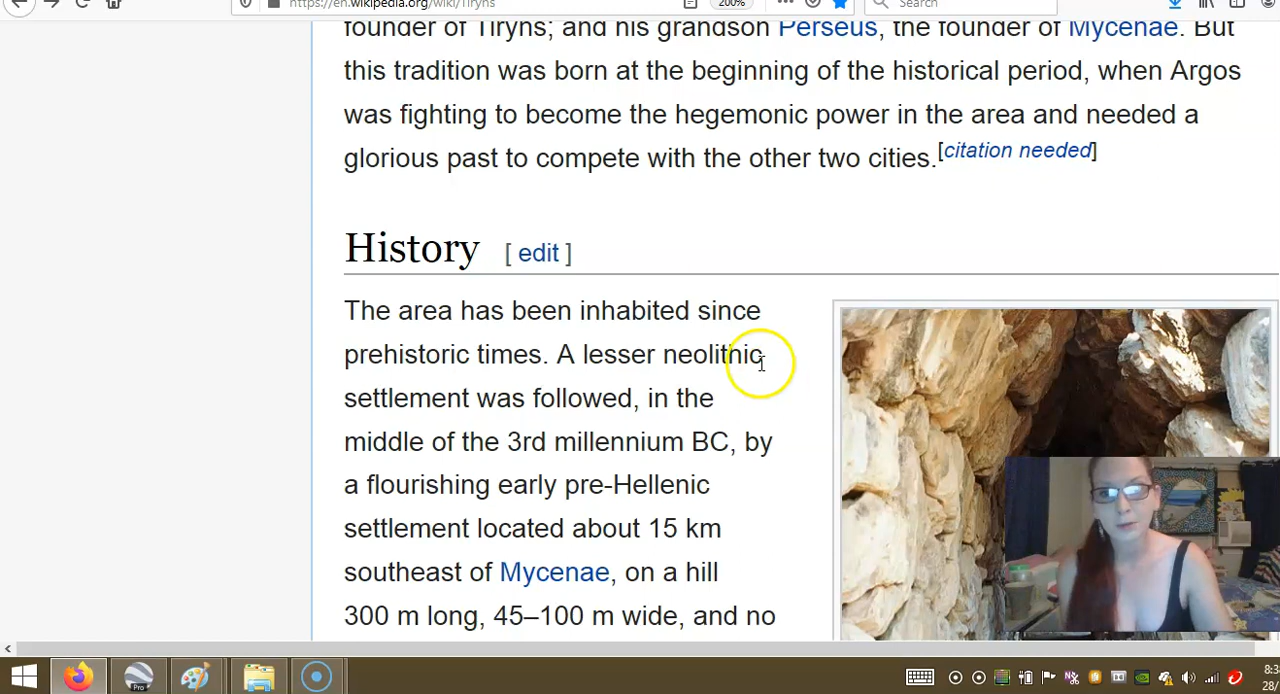 https://en.wikipedia.org/wiki/Tiryns
200%
Search
founder of Tiryns; and his grandson Perseus, the founder of Mycenae. But
this tradition was born at the beginning of the historical period, when Argos
was fighting to become the hegemonic power in the area and needed a
glorious past to compete with the other two cities.[citation needed]
History [ edit ]
The area has been inhabited since
prehistoric times. A lesser neolithic
settlement was followed, in the
middle of the 3rd millennium BC, by
a flourishing early pre-Hellenic
settlement located about 15 km
southeast of Mycenae, on a hill
300 m long, 45–100 m wide, and no
Pro
8:3
28/